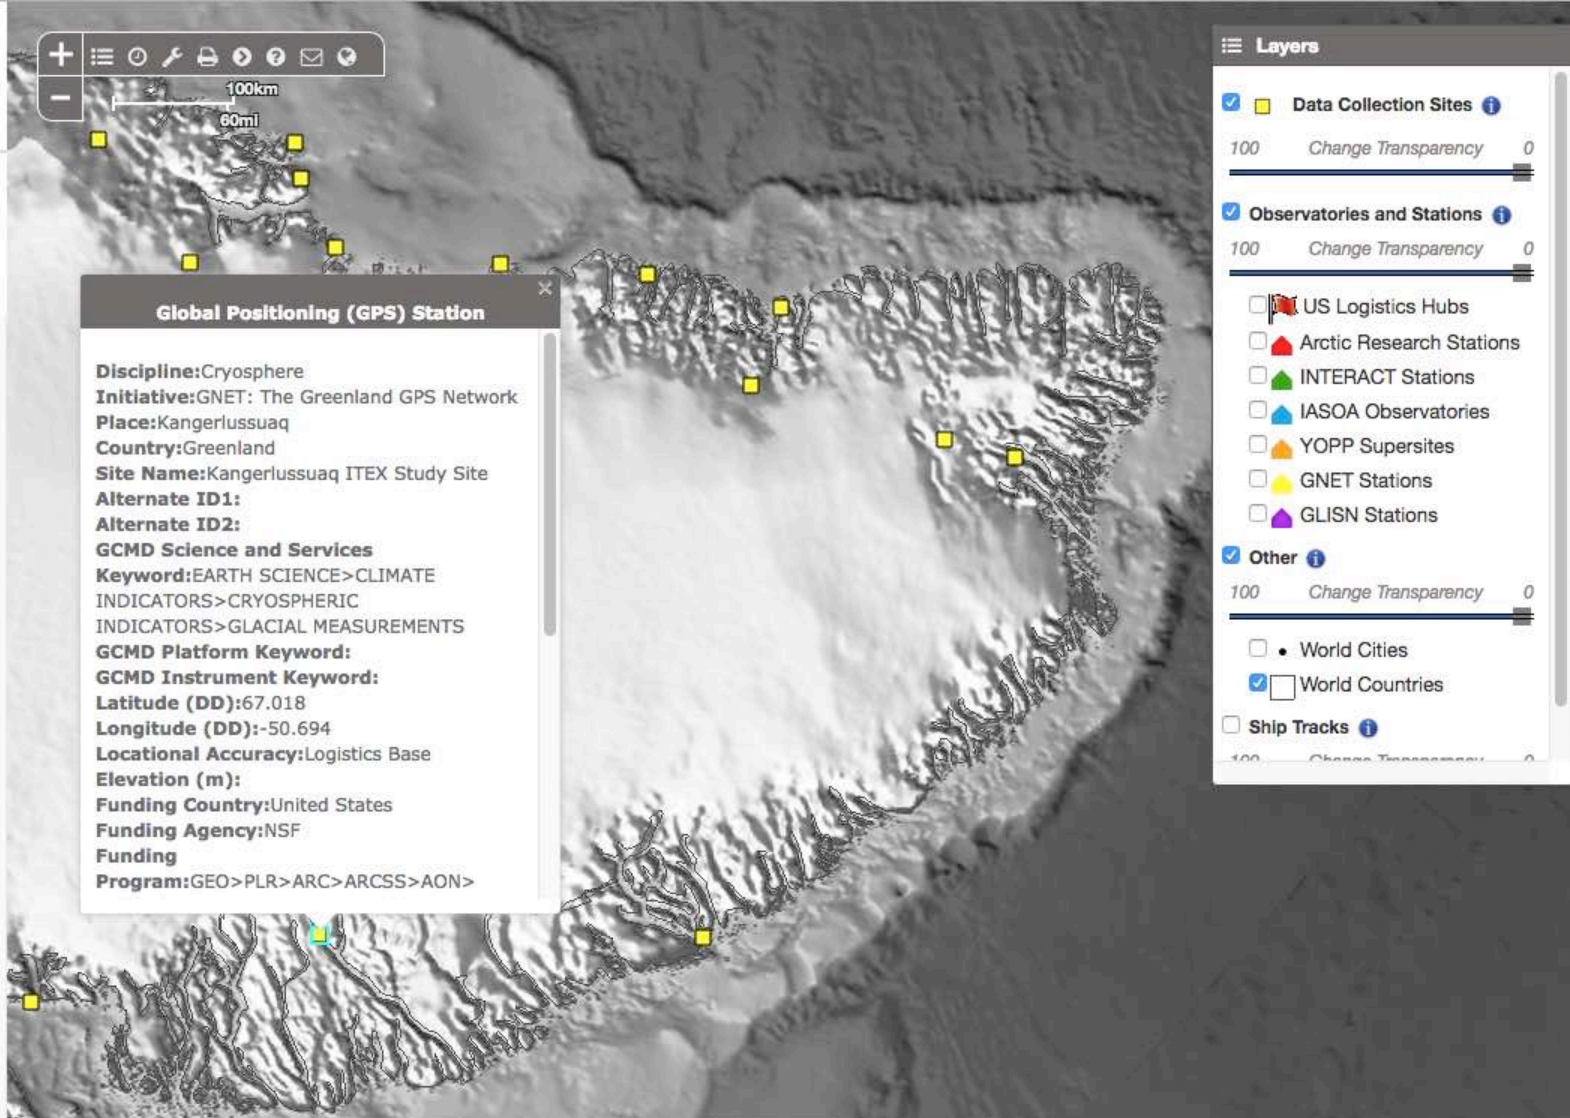 +
−
100km
60mi
Global Positioning (GPS) Station
Discipline:Cryosphere
Initiative:GNET: The Greenland GPS Network
Place:Kangerlussuaq
Country:Greenland
Site Name:Kangerlussuaq ITEX Study Site
Alternate ID1:
Alternate ID2:
GCMD Science and Services
Keyword:EARTH SCIENCE>CLIMATE
INDICATORS>CRYOSPHERIC
INDICATORS>GLACIAL MEASUREMENTS
GCMD Platform Keyword:
GCMD Instrument Keyword:
Latitude (DD):67.018
Longitude (DD):-50.694
Locational Accuracy:Logistics Base
Elevation (m):
Funding Country:United States
Funding Agency:NSF
Funding
Program:GEO>PLR>ARC>ARCSS>AON>
Layers
Data Collection Sites
100 Change Transparency 0
Observatories and Stations
100 Change Transparency 0
US Logistics Hubs
Arctic Research Stations
INTERACT Stations
IASOA Observatories
YOPP Supersites
GNET Stations
GLISN Stations
Other
100 Change Transparency 0
World Cities
World Countries
Ship Tracks
100 Change Transparency 0